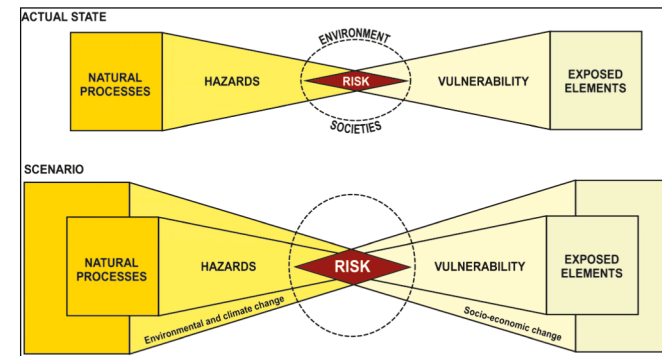 ACTUAL STATE
ENVIRONMENT
NATURAL
PROCESSES
HAZARDS
RISK
VULNERABILITY
EXPOSED
ELEMENTS
SOCIETIES
SCENARIO
NATURAL
PROCESSES
HAZARDS
RISK
VULNERABILITY
EXPOSED
ELEMENTS
Environmental and climate change
Socio-economic change